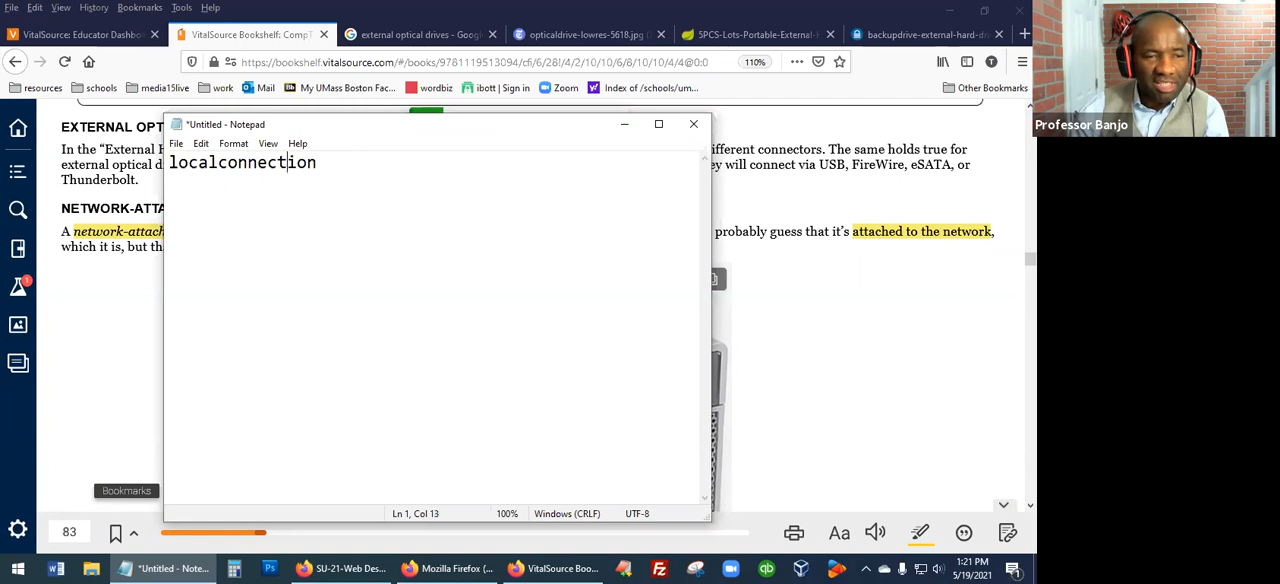 File Edit View History Bookmarks Tools Help
VitalSource: Educator Dashbo
VitalSource Bookshelf: CompT
external optical drives - Goog
opticaldrive-lowres-5618.jpg (
5PCS-Lots-Portable-External-H
backupdrive-external-hard-dr
https://bookshelf.vitalsource.com/#/books/9781119513094/cfi/6/28!/4/2/10/10/6/8/10/10/4/4@0:0
110%
resources schools media15live work Mail My UMass Boston Fac... wordbiz ibott | Sign in Zoom Index of /schools/um...
Other Bookmarks
Professor Banjo
EXTERNAL OPT
In the “External H
ifferent connectors. The same holds true for
external optical d
ey will connect via USB, FireWire, eSATA, or
Thunderbolt.
NETWORK-ATTA
A network-attach
probably guess that it’s attached to the network,
which it is, but th
*Untitled - Notepad
File Edit Format View Help
localconnection
Ln 1, Col 13 100% Windows (CRLF) UTF-8
Bookmarks
1
83
Aa
*Untitled - Note...
SU-21-Web Des...
Mozilla Firefox (...
VitalSource Boo...
1:21 PM
5/19/2021
1